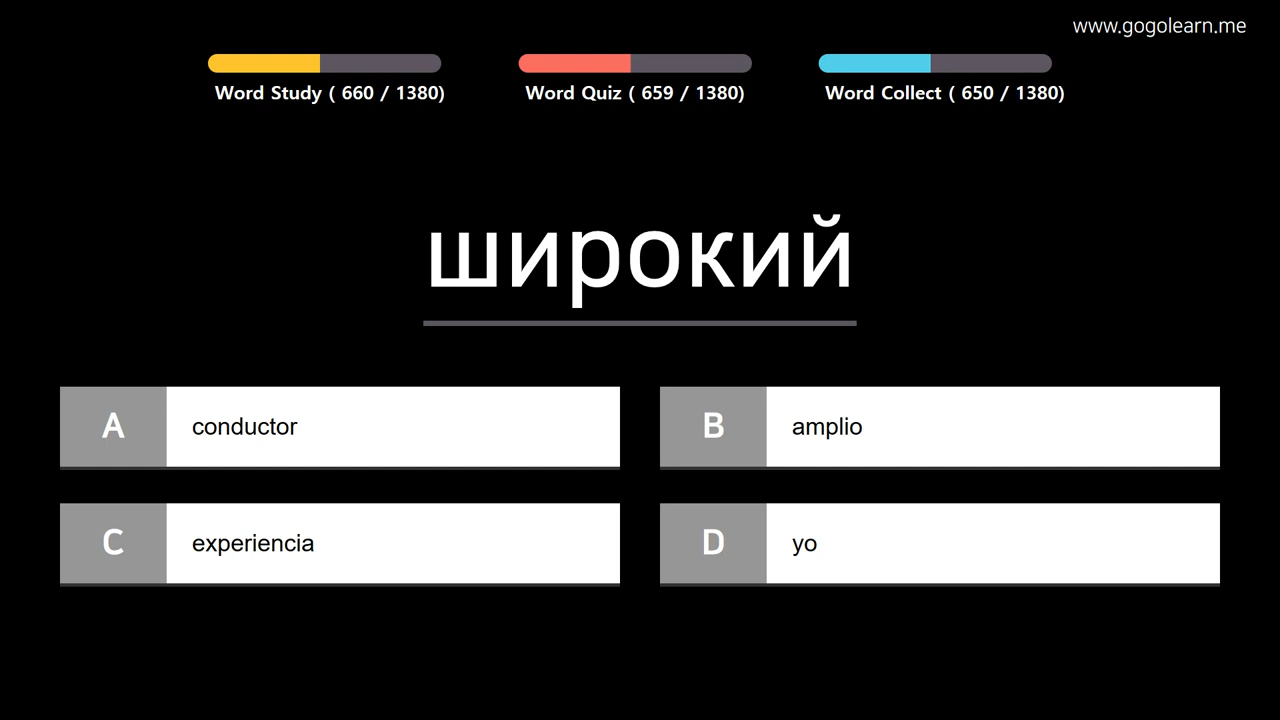 www.gogolearn.me
Word Study ( 660 / 1380)
Word Quiz ( 659 / 1380)
Word Collect ( 650 / 1380)
широкий
A conductor
B amplio
C experiencia
D yo